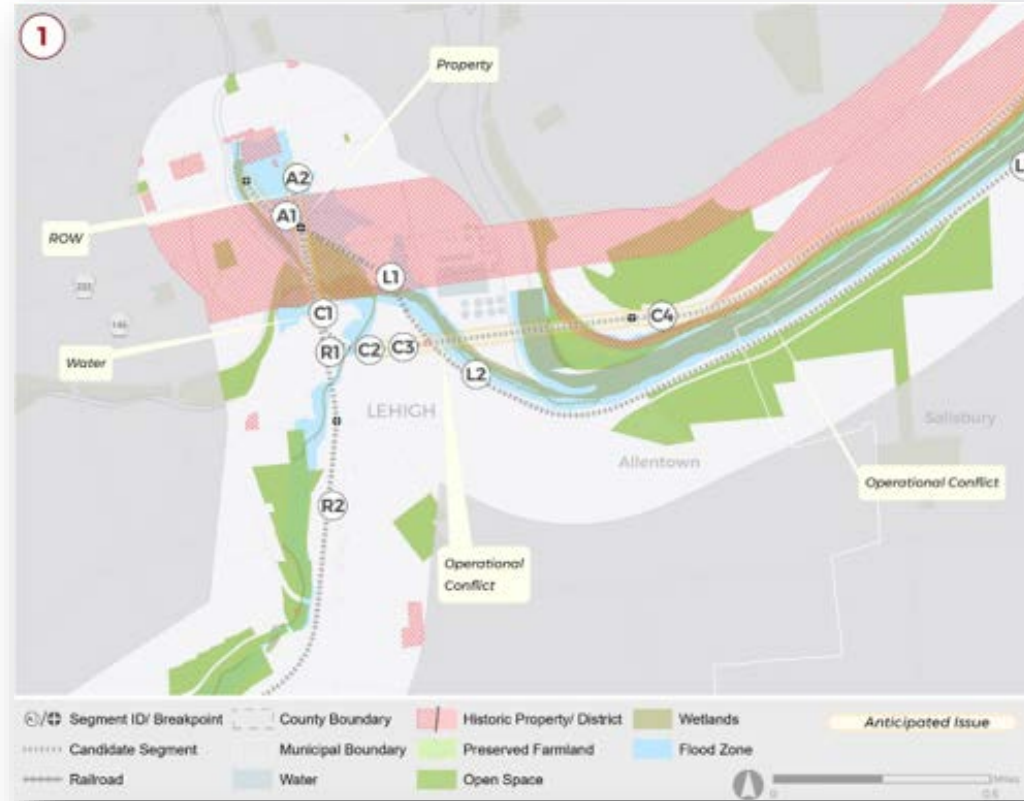 1
Property
A2
A1
ROW
L1
C1
C4
Water
R1
C2
C3
L2
LEHIGH
Salisbury
Allentown
Operational Conflict
R2
Operational
Conflict
Segment ID/ Breakpoint
County Boundary
Historic Property/ District
Wetlands
Anticipated Issue
Candidate Segment
Municipal Boundary
Preserved Farmland
Flood Zone
Railroad
Water
Open Space
Miles
0
0.5